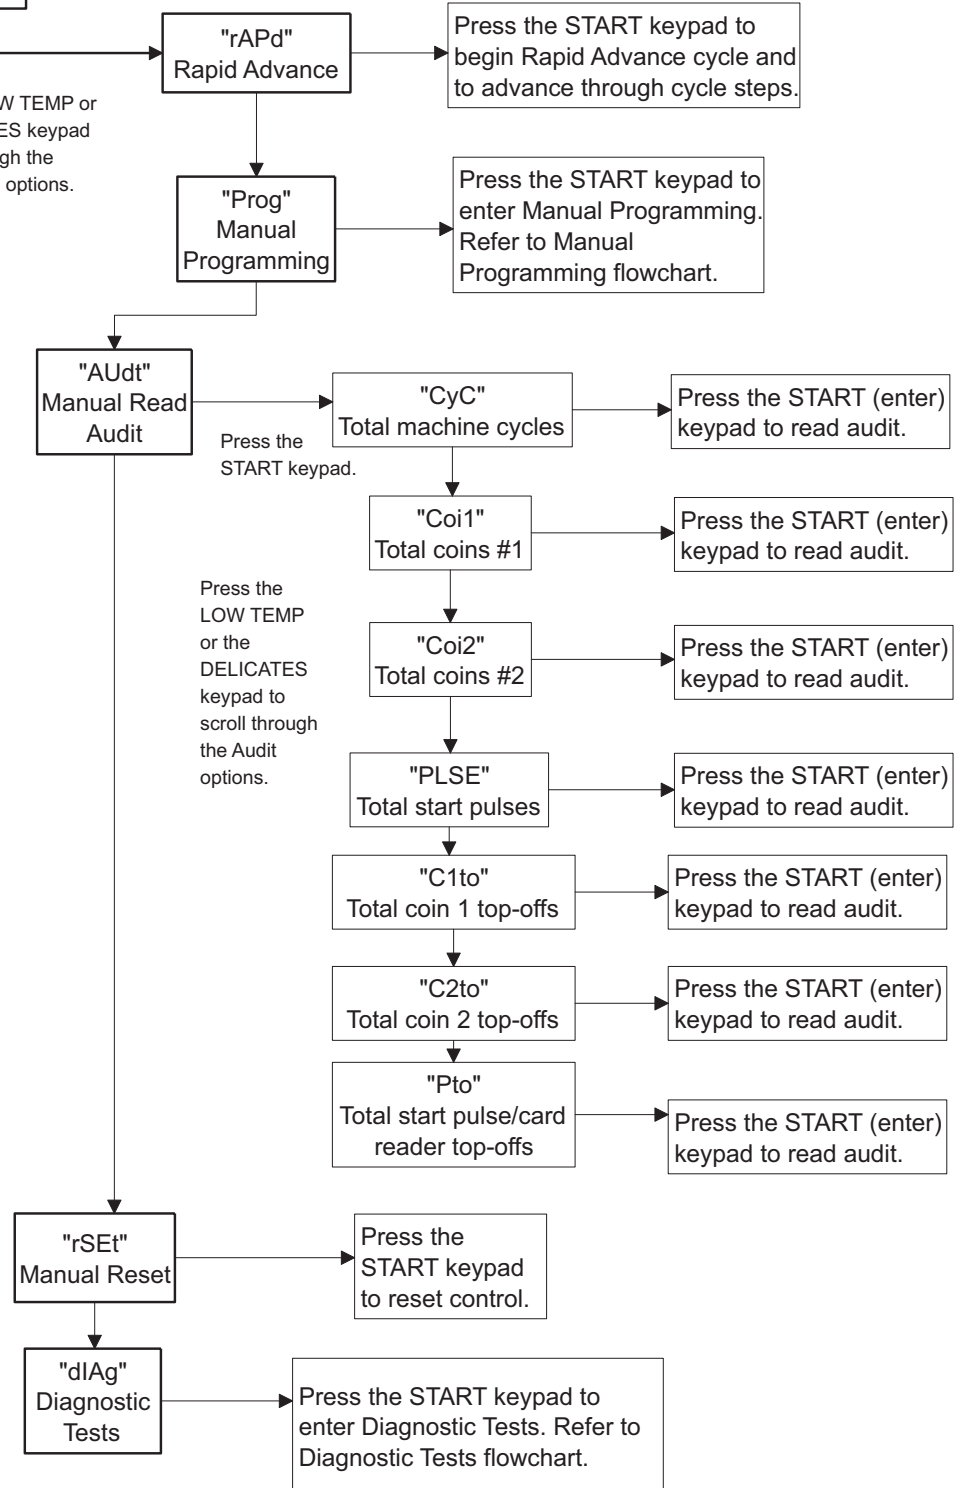 "rAPd"
Rapid Advance
Press the START keypad to
begin Rapid Advance cycle and
to advance through cycle steps.
TEMP or
keypad
the
options.
"Prog"
Manual
Programming
Press the START keypad to
enter Manual Programming.
Refer to Manual
Programming flowchart.
"AUdt"
Manual Read
Audit
Press the
START keypad.
"CyC"
Total machine cycles
Press the START (enter)
keypad to read audit.
"Coi1"
Total coins #1
Press the START (enter)
keypad to read audit.
Press the
LOW TEMP
or the
DELICATES
keypad to
scroll through
the Audit
options.
"Coi2"
Total coins #2
Press the START (enter)
keypad to read audit.
"PLSE"
Total start pulses
Press the START (enter)
keypad to read audit.
"C1to"
Total coin 1 top-offs
Press the START (enter)
keypad to read audit.
"C2to"
Total coin 2 top-offs
Press the START (enter)
keypad to read audit.
"Pto"
Total start pulse/card
reader top-offs
Press the START (enter)
keypad to read audit.
"rSEt"
Manual Reset
Press the
START keypad
to reset control.
"dIAg"
Diagnostic
Tests
Press the START keypad to
enter Diagnostic Tests. Refer to
Diagnostic Tests flowchart.